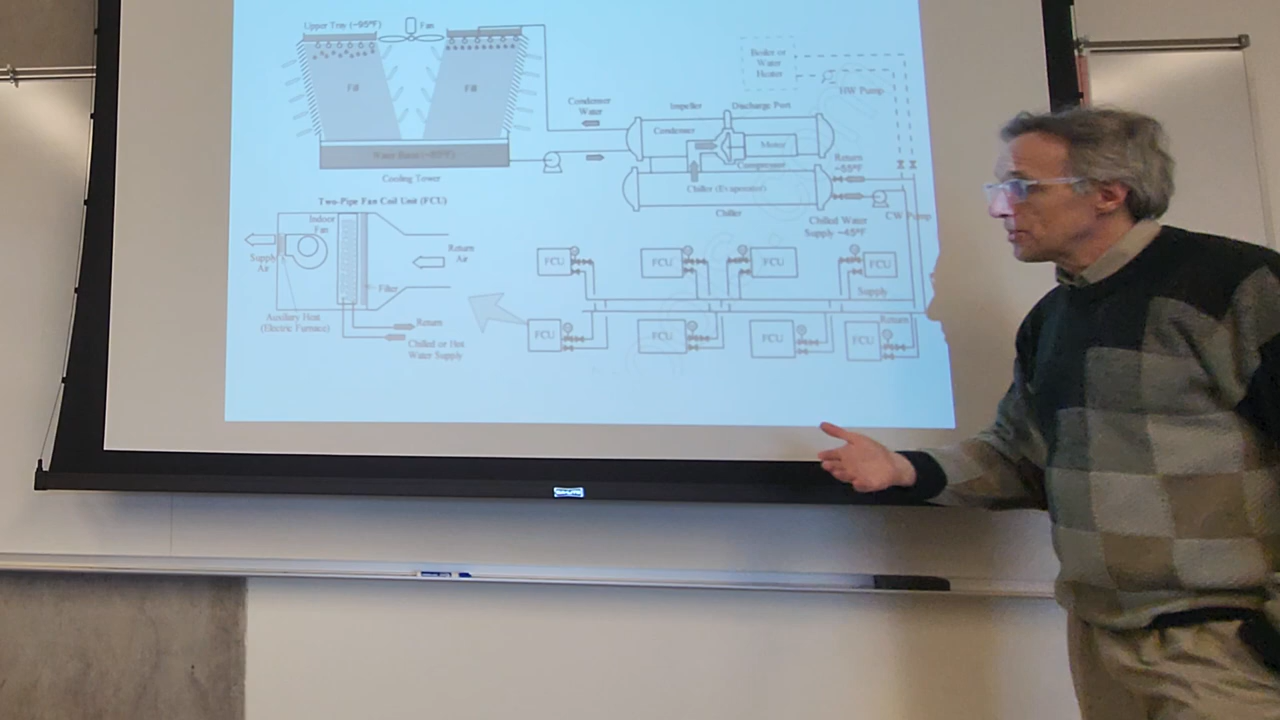 Upper Tray (~95°F)
Fan
Fill
Fill
Water Basin (~85°F)
Cooling Tower
Condenser
Water
Boiler or
Water
Heater
HW Pump
Impeller
Discharge Port
Condenser
Motor
Compressor
Chiller (Evaporator)
Chiller
Return
~55°F
CW Pump
Chilled Water
Supply ~45°F
Two-Pipe Fan Coil Unit (FCU)
Indoor
Fan
Supply
Air
Return
Air
Filter
Auxiliary Heat
(Electric Furnace)
Return
Chilled or Hot
Water Supply
FCU
FCU
FCU
FCU
Supply
Return
FCU
FCU
FCU
FCU